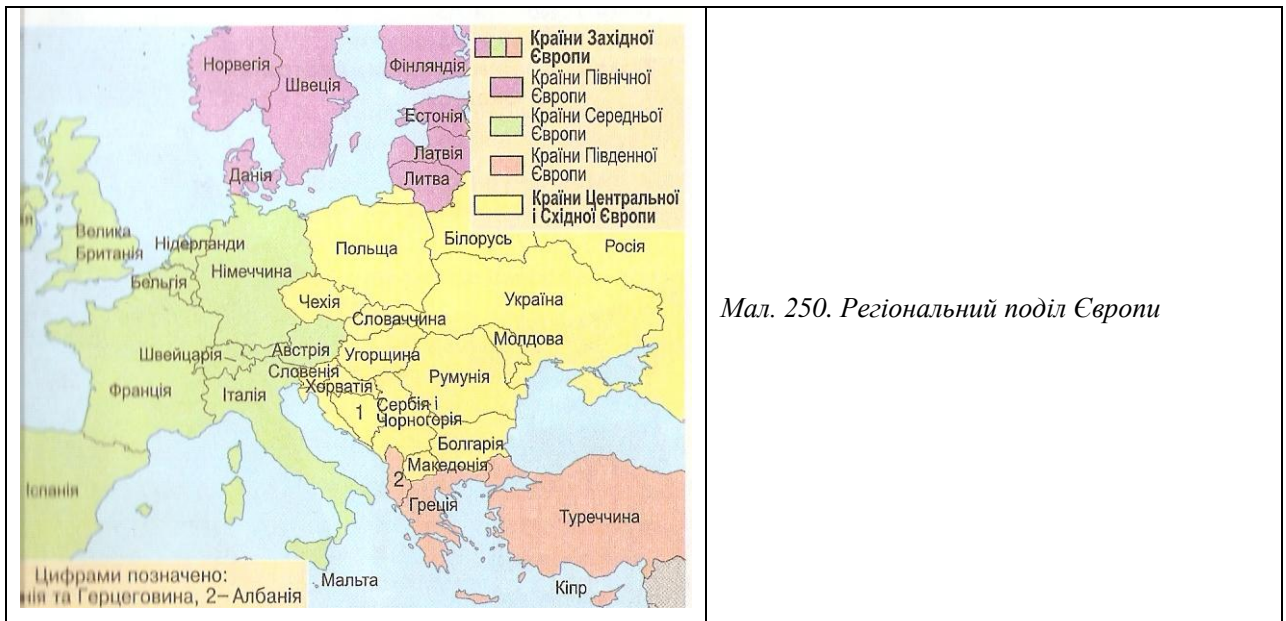 Країни Західної
Європи
Країни Північної
Європи
Країни Середньої
Європи
Країни Південної
Європи
Країни Центральної
і Східної Європи
Норвегія
Швеція
Фінляндія
Естонія
Латвія
Литва
Данія
Велика
Британія
Нідерланди
Бельгія
Німеччина
Польща
Білорусь
Росія
Чехія
Україна
Словаччина
Молдова
Швейцарія
Австрія
Угорщина
Словенія
Румунія
Франція
Італія
Хорватія
1
Сербія і
Чорногорія
Болгарія
Македонія
2
Іспанія
Греція
Туреччина
Мальта
Кіпр
Цифрами позначено:
та Герцеговина, 2–Албанія
Мал. 250. Регіональний поділ Європи